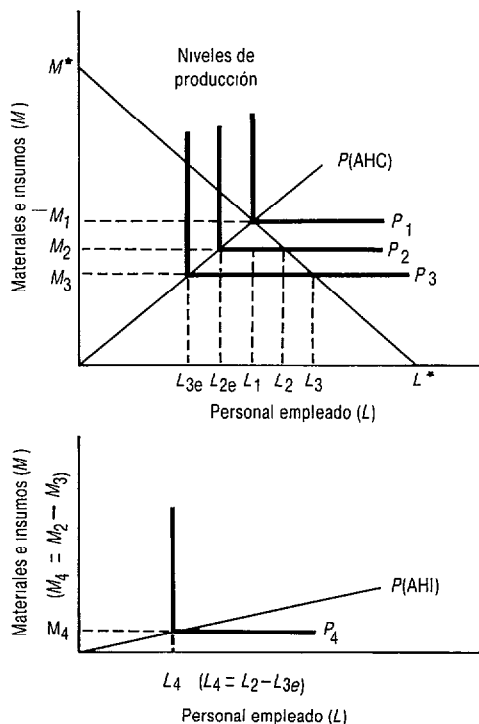 M*
Niveles de
producción
P(AHC)
Materiales e insumos (M)
M₁
P₁
M₂
P₂
M₃
P₃
L₃ₑ L₂ₑ L₁ L₂ L₃ L*
Personal empleado (L)
Materiales e insumos (M)
(M₄ = M₂ − M₃)
P(AHI)
M₄
P₄
L₄ (L₄ = L₂ − L₃ₑ)
Personal empleado (L)